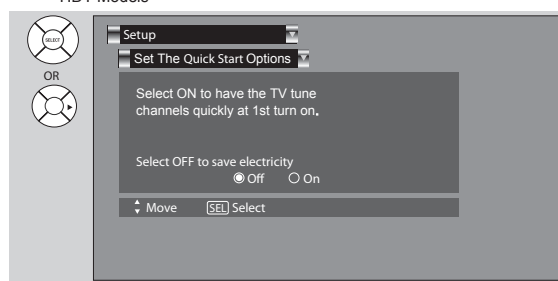 SELECT
OR
Setup
Set The Quick Start Options
Select ON to have the TV tune
channels quickly at 1st turn on.
Select OFF to save electricity
Off On
Move SEL Select